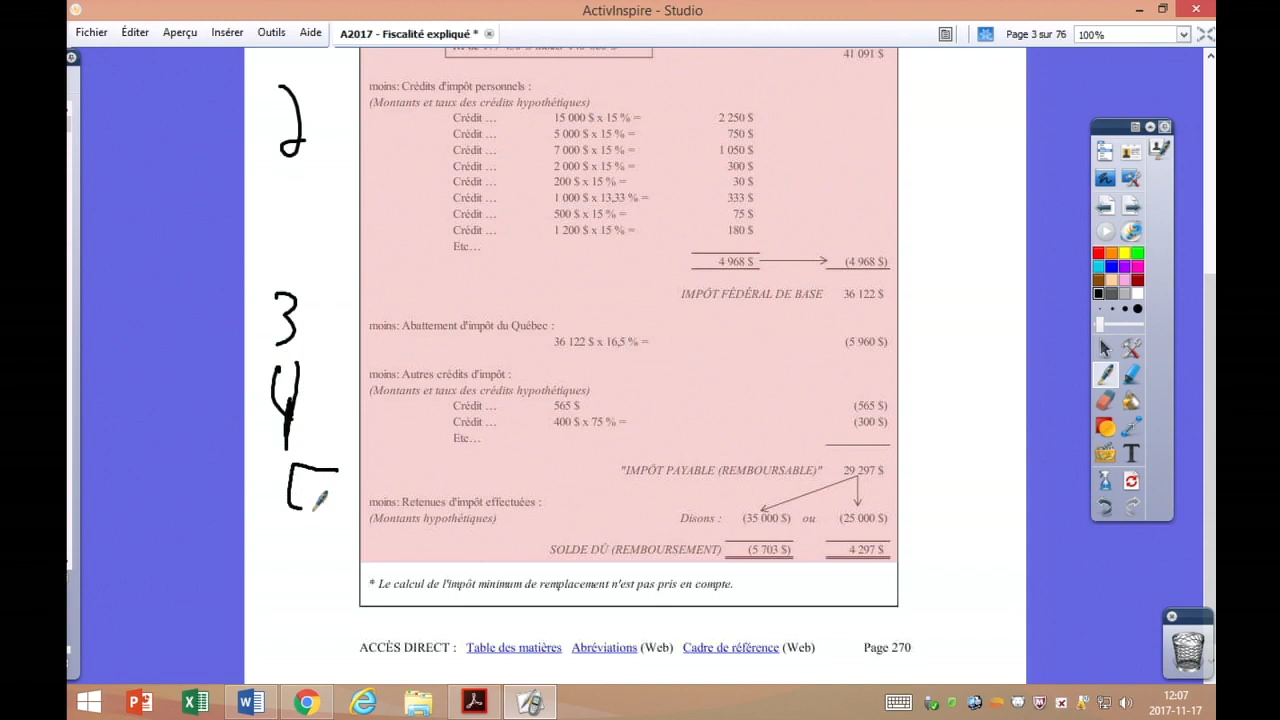 ActivInspire - Studio
Fichier Éditer Aperçu Insérer Outils Aide A2017 - Fiscalité expliqué * Page 3 sur 76 100%
41 091 $
2
moins: Crédits d'impôt personnels :
(Montants et taux des crédits hypothétiques)
Crédit … 15 000 $ x 15 % = 2 250 $
Crédit … 5 000 $ x 15 % = 750 $
Crédit … 7 000 $ x 15 % = 1 050 $
Crédit … 2 000 $ x 15 % = 300 $
Crédit … 200 $ x 15 % = 30 $
Crédit … 1 000 $ x 13,33 % = 333 $
Crédit … 500 $ x 15 % = 75 $
Crédit … 1 200 $ x 15 % = 180 $
Etc…
4 968 $ (4 968 $)
IMPÔT FÉDÉRAL DE BASE 36 122 $
3
moins: Abattement d'impôt du Québec :
36 122 $ x 16,5 % = (5 960 $)
4
moins: Autres crédits d'impôt :
(Montants et taux des crédits hypothétiques)
Crédit … 565 $ (565 $)
Crédit … 400 $ x 75 % = (300 $)
Etc…
"IMPÔT PAYABLE (REMBOURSABLE)" 29 297 $
moins: Retenues d'impôt effectuées :
(Montants hypothétiques) Disons : (35 000 $) ou (25 000 $)
SOLDE DÛ (REMBOURSEMENT) (5 703 $) 4 297 $
* Le calcul de l'impôt minimum de remplacement n'est pas pris en compte.
ACCÈS DIRECT : Table des matières Abréviations (Web) Cadre de référence (Web) Page 270
12:07
2017-11-17